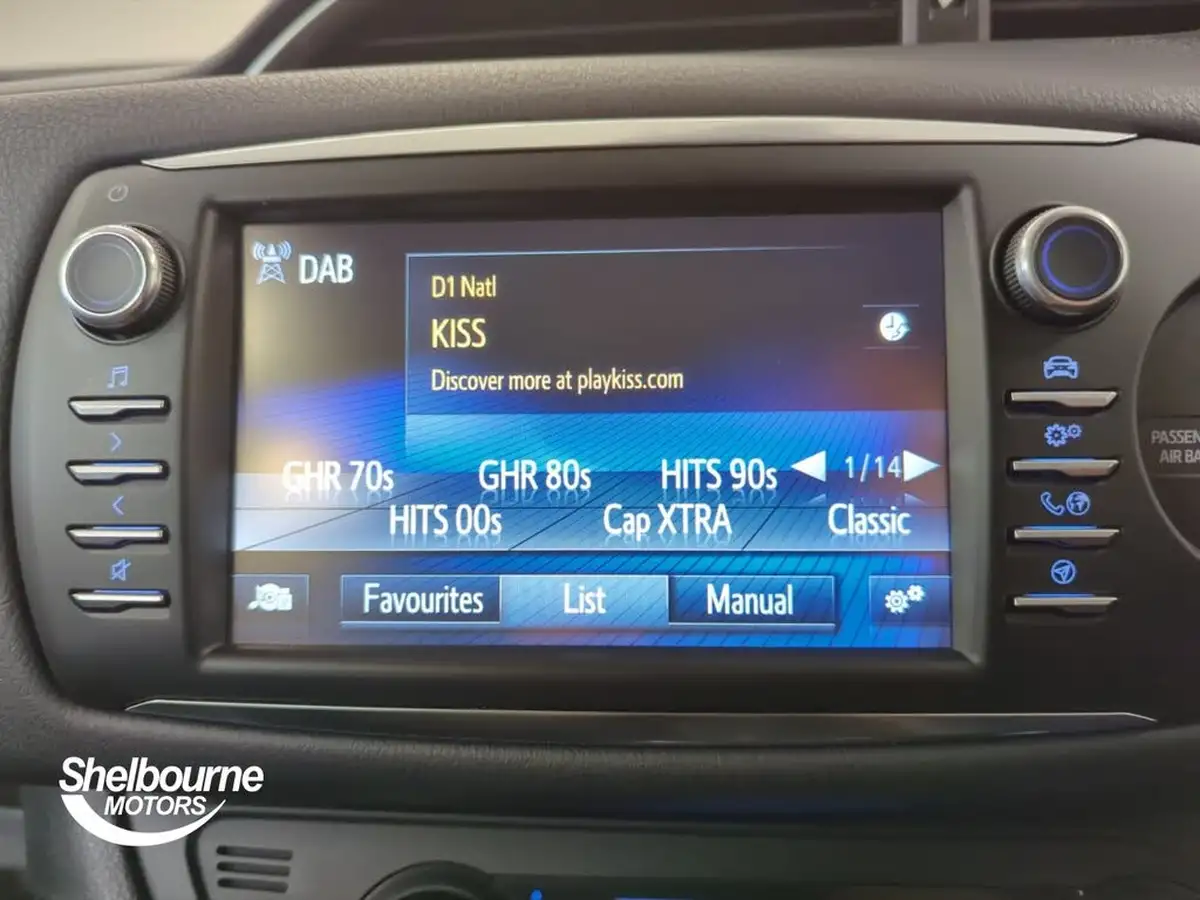 DAB
D1 Natl
KISS
Discover more at playkiss.com
GHR 70s GHR 80s HITS 90s 1/14
HITS 00s Cap XTRA Classic
Favourites List Manual
AIR
Shelbourne
MOTORS